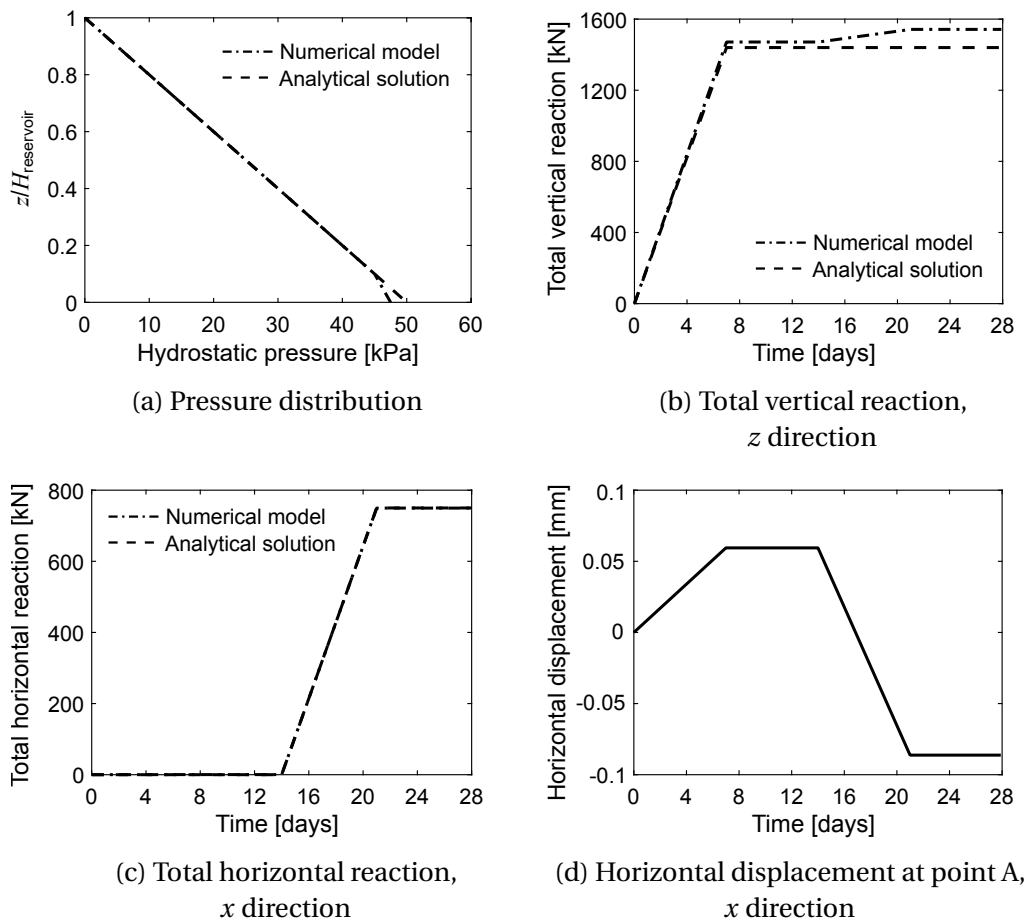 1
0.8
0.6
0.4
0.2
0
z/H_reservoir
Numerical model
Analytical solution
0 10 20 30 40 50 60
Hydrostatic pressure [kPa]
(a) Pressure distribution
1600
1200
800
400
0
Total vertical reaction [kN]
Numerical model
Analytical solution
0 4 8 12 16 20 24 28
Time [days]
(b) Total vertical reaction,
z direction
800
600
400
200
0
Total horizontal reaction [kN]
Numerical model
Analytical solution
0 4 8 12 16 20 24 28
Time [days]
(c) Total horizontal reaction,
x direction
0.1
0.05
0
-0.05
-0.1
Horizontal displacement [mm]
0 4 8 12 16 20 24 28
Time [days]
(d) Horizontal displacement at point A,
x direction